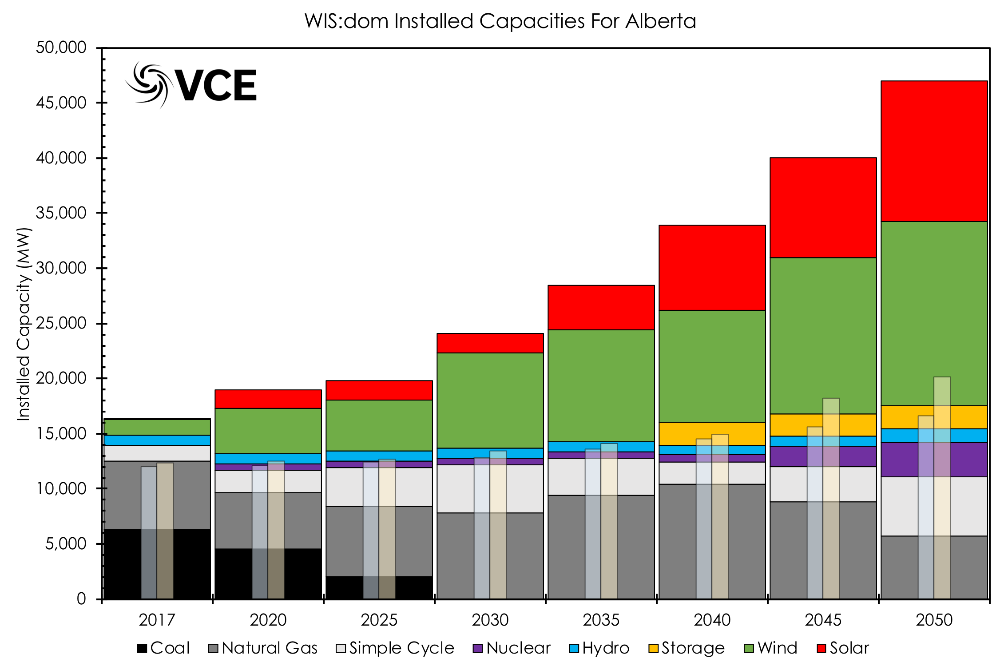 WIS:dom Installed Capacities For Alberta
VCE
Installed Capacity (MW)
50,000
45,000
40,000
35,000
30,000
25,000
20,000
15,000
10,000
5,000
0
2017 2020 2025 2030 2035 2040 2045 2050
Coal Natural Gas Simple Cycle Nuclear Hydro Storage Wind Solar